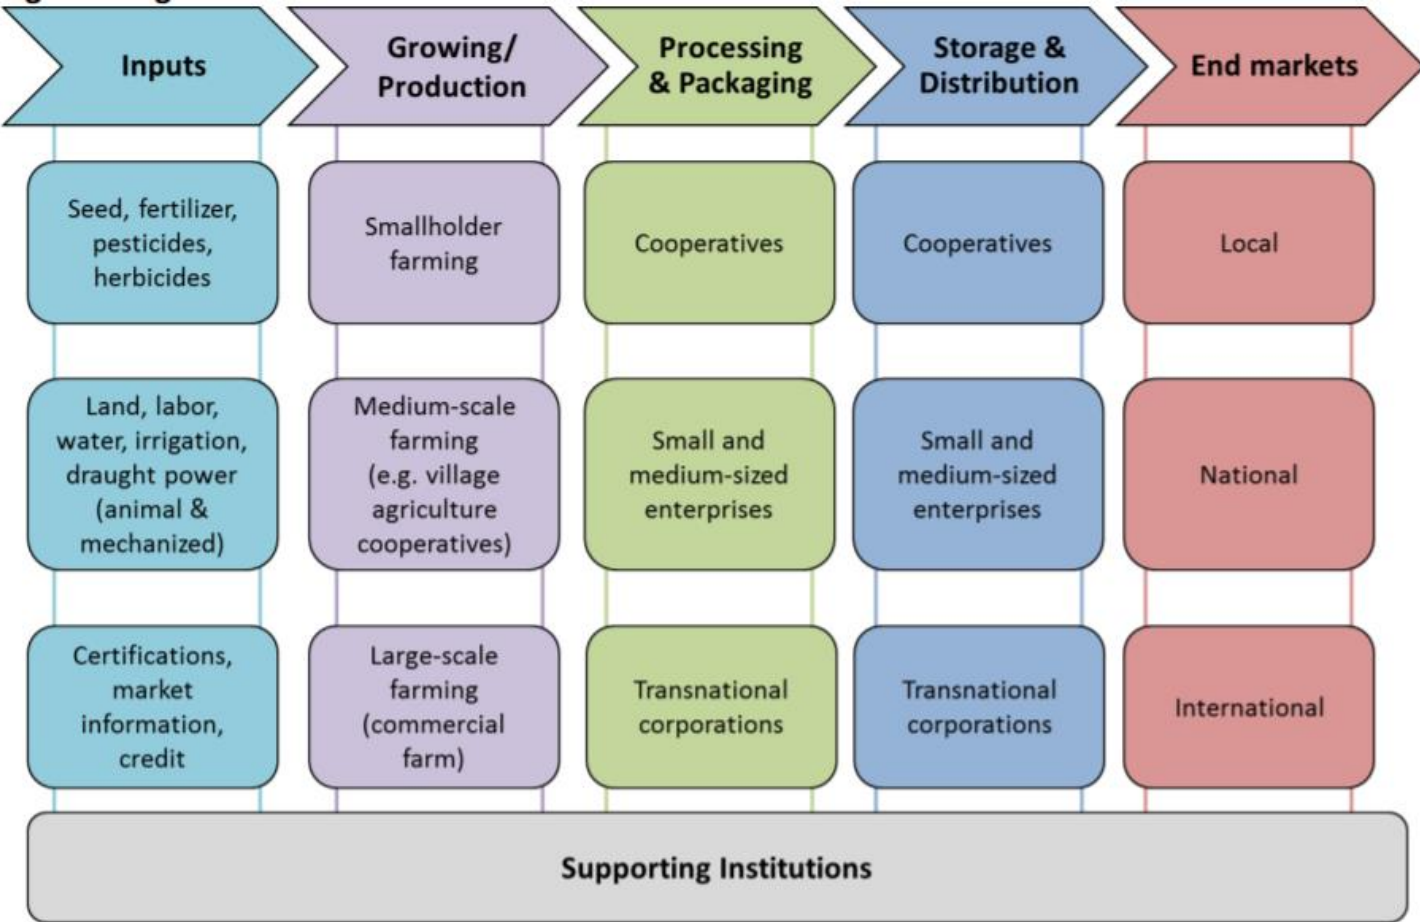 Inputs
Growing/
Production
Processing
& Packaging
Storage &
Distribution
End markets
Seed, fertilizer,
pesticides,
herbicides
Smallholder
farming
Cooperatives
Cooperatives
Local
Land, labor,
water, irrigation,
draught power
(animal &
mechanized)
Medium-scale
farming
(e.g. village
agriculture
cooperatives)
Small and
medium-sized
enterprises
Small and
medium-sized
enterprises
National
Certifications,
market
information,
credit
Large-scale
farming
(commercial
farm)
Transnational
corporations
Transnational
corporations
International
Supporting Institutions